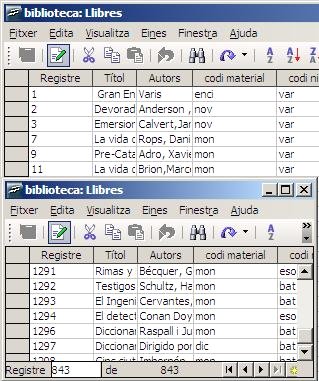 biblioteca: Llibres
Fitxer Edita Visualitza Eines Finestra Ajuda
Registre Títol Autors codi material codi ni
1 Gran En Varis enci var
2 Devorad Anderson , nov var
3 Emersion Calvert,Jar nov var
7 La vida c Rops, Dani mon var
9 Pre-Cata Adro, Xavie mon var
11 La vida c Brion,Marc mon var
biblioteca: Llibres
Fitxer Edita Visualitza Eines Finestra Ajuda
Registre Títol Autors codi material codi n
1291 Rimas y Bécquer, G mon eso
1292 Testigos Schultz, Ha mon bat
1293 El Ingeni Cervantes, mon bat
1294 El detect Conan Doy mon eso
1296 Diccionar Raspall i Ju mon bat
1297 Diccionar Dirigido por dic bat
1298 Cinc ciut Imbernón mon bat
Registre 843 de 843